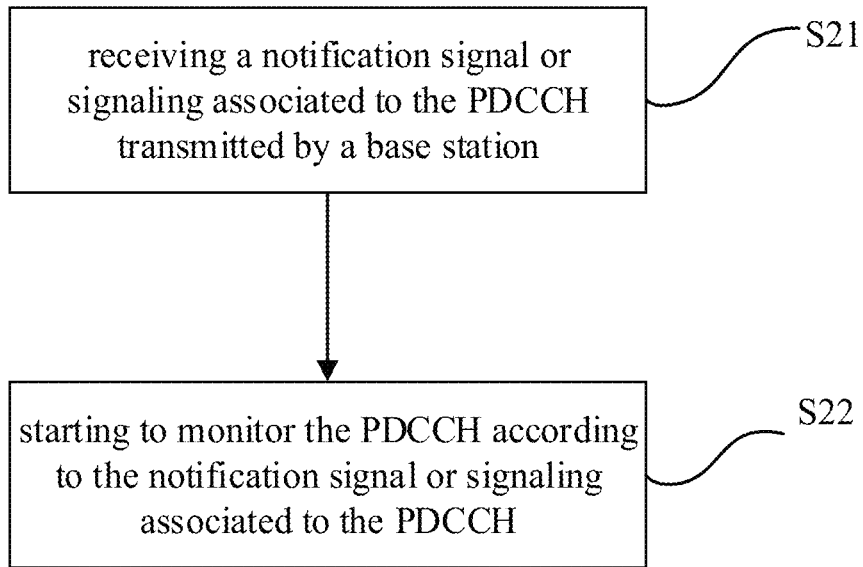 receiving a notification signal or
signaling associated to the PDCCH
transmitted by a base station
S21
starting to monitor the PDCCH according
to the notification signal or signaling
associated to the PDCCH
S22